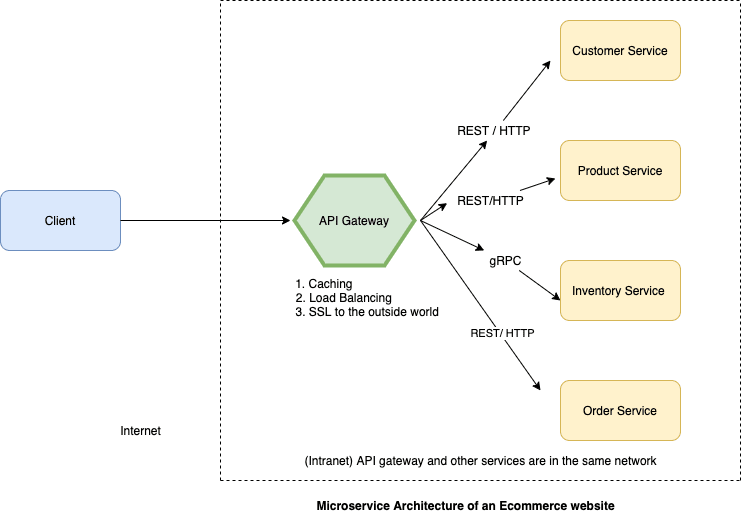 Customer Service
REST / HTTP
Product Service
REST/HTTP
Client
API Gateway
gRPC
1. Caching
2. Load Balancing
3. SSL to the outside world
Inventory Service
REST/ HTTP
Order Service
Internet
(Intranet) API gateway and other services are in the same network
Microservice Architecture of an Ecommerce website